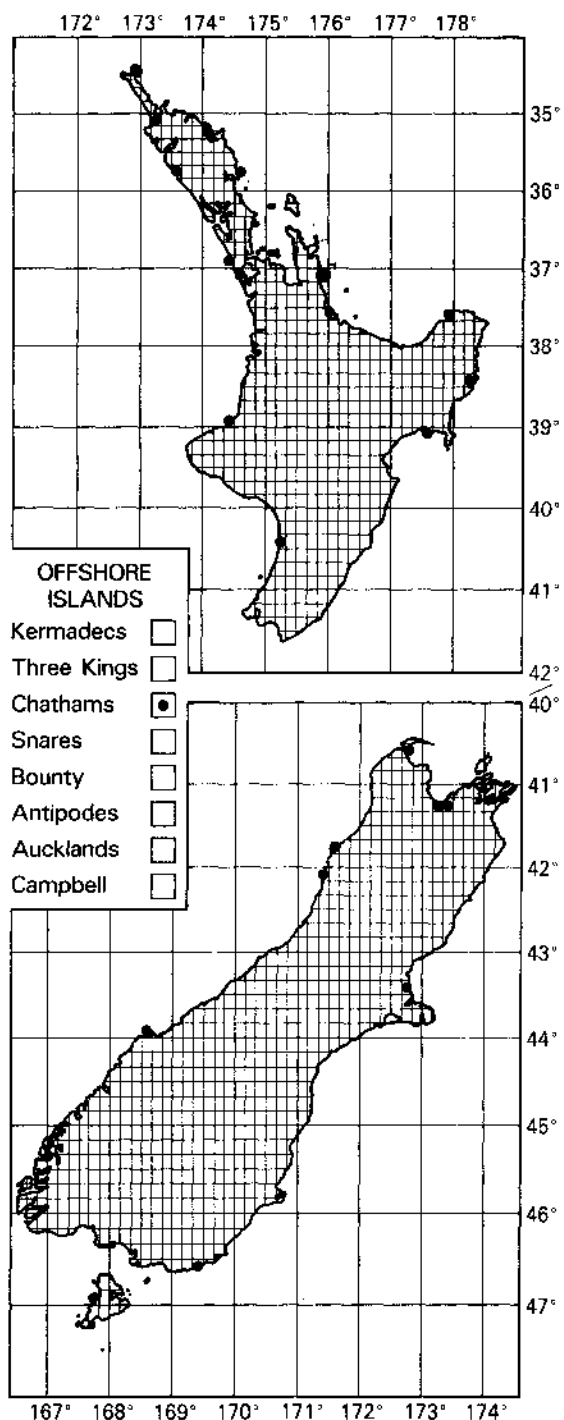 172° 173° 174° 175° 176° 177° 178°
35°
36°
37°
38°
39°
40°
41°
42°
OFFSHORE
ISLANDS
Kermadecs
Three Kings
Chathams
Snares
Bounty
Antipodes
Aucklands
Campbell
40°
41°
42°
43°
44°
45°
46°
47°
167° 168° 169° 170° 171° 172° 173° 174°